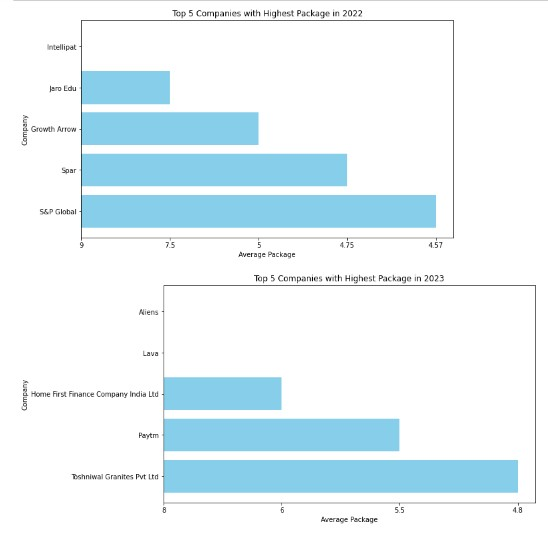 Top 5 Companies with Highest Package in 2022
Intellipat
Jaro Edu
Growth Arrow
Spar
S&P Global
Company
9 7.5 5 4.75 4.57
Average Package
Top 5 Companies with Highest Package in 2023
Aliens
Lava
Home First Finance Company India Ltd
Paytm
Toshniwal Granites Pvt Ltd
Company
8 6 5.5 4.8
Average Package